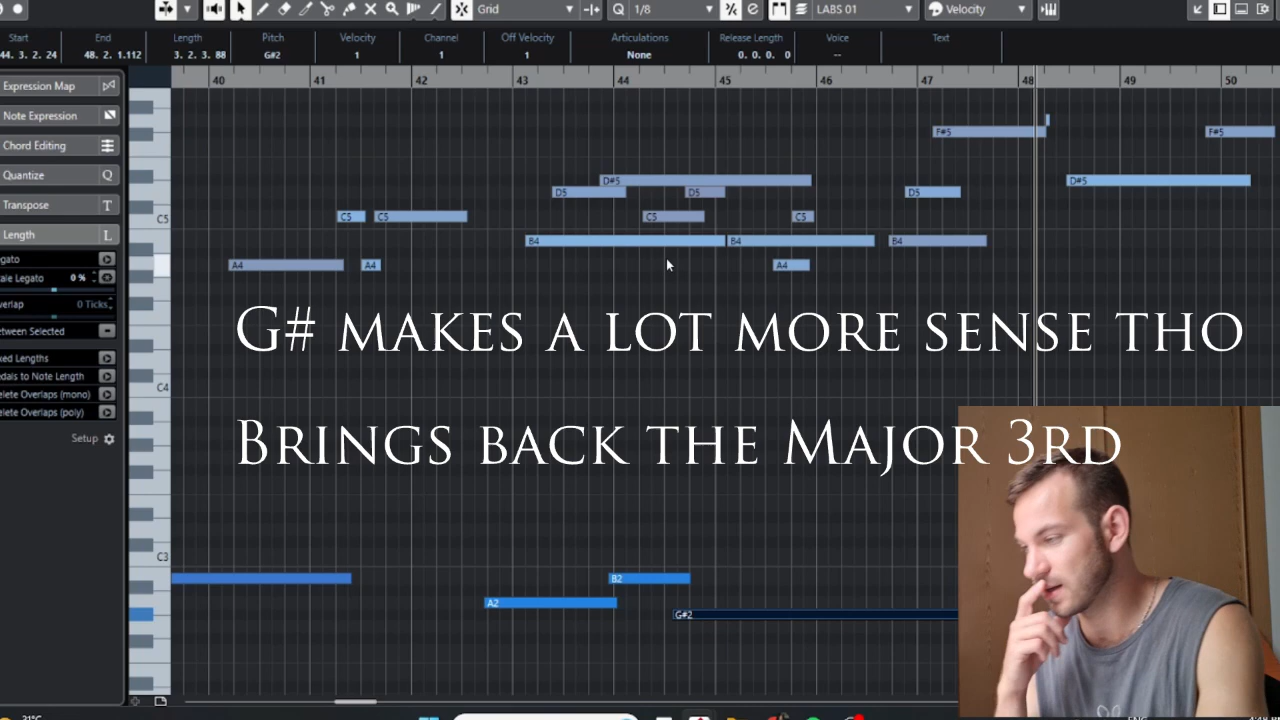 Grid
Q 1/8
LABS 01
Velocity
Start End Length Pitch Velocity Channel Off Velocity Articulations Release Length Voice Text
44. 3. 2. 24 48. 2. 1.112 3. 2. 3. 88 G#2 1 1 1 None 0. 0. 0. 0 --
40 41 42 43 44 45 46 47 48 49 50
Expression Map
Note Expression
Chord Editing
Quantize Q
Transpose T
Length L
0 %
0 Ticks
Setup
C5
C4
C3
F#5 F#5
D#5 D#5
D5 D5 D5
C5 C5 C5 C5
B4 B4 B4
A4 A4 A4
G# makes a lot more sense tho
Brings back the Major 3rd
B2
A2
G#2